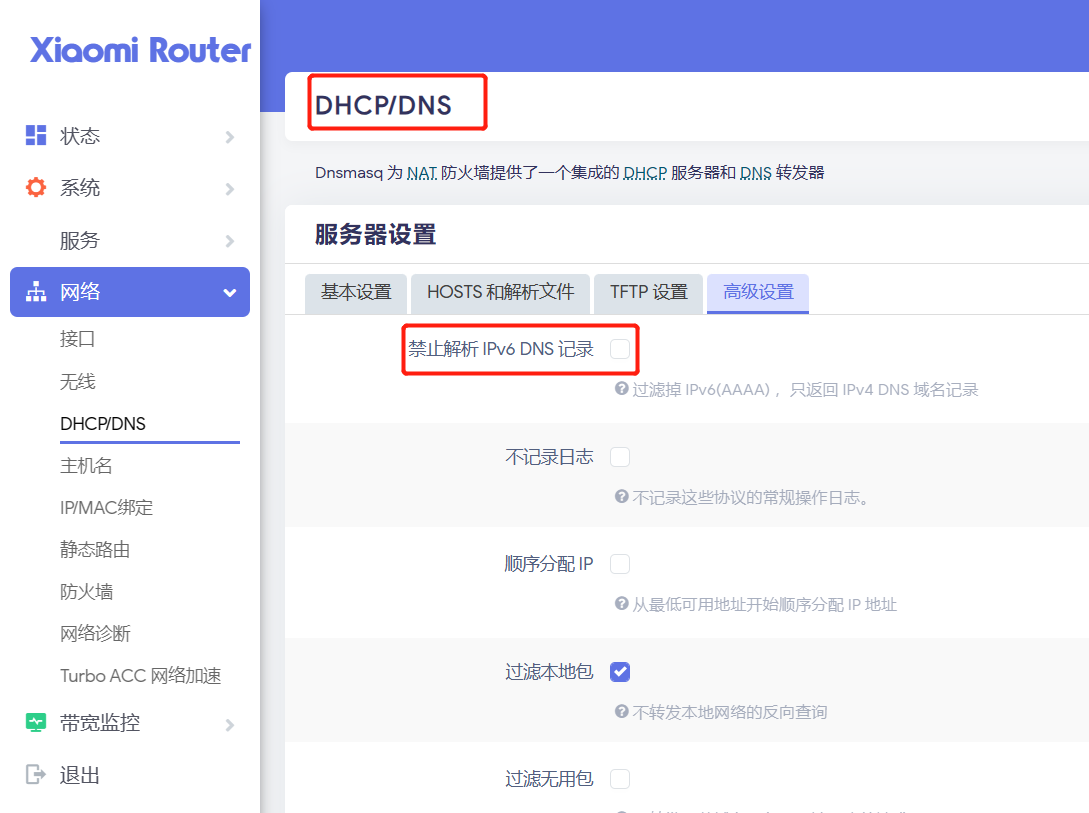 Xiaomi Router
状态
系统
服务
网络
接口
无线
DHCP/DNS
主机名
IP/MAC绑定
静态路由
防火墙
网络诊断
Turbo ACC 网络加速
带宽监控
退出
DHCP/DNS
Dnsmasq 为 NAT 防火墙提供了一个集成的 DHCP 服务器和 DNS 转发器
服务器设置
基本设置
HOSTS 和解析文件
TFTP 设置
高级设置
禁止解析 IPv6 DNS 记录
过滤掉 IPv6(AAAA) ，只返回 IPv4 DNS 域名记录
不记录日志
不记录这些协议的常规操作日志。
顺序分配 IP
从最低可用地址开始顺序分配 IP 地址
过滤本地包
不转发本地网络的反向查询
过滤无用包